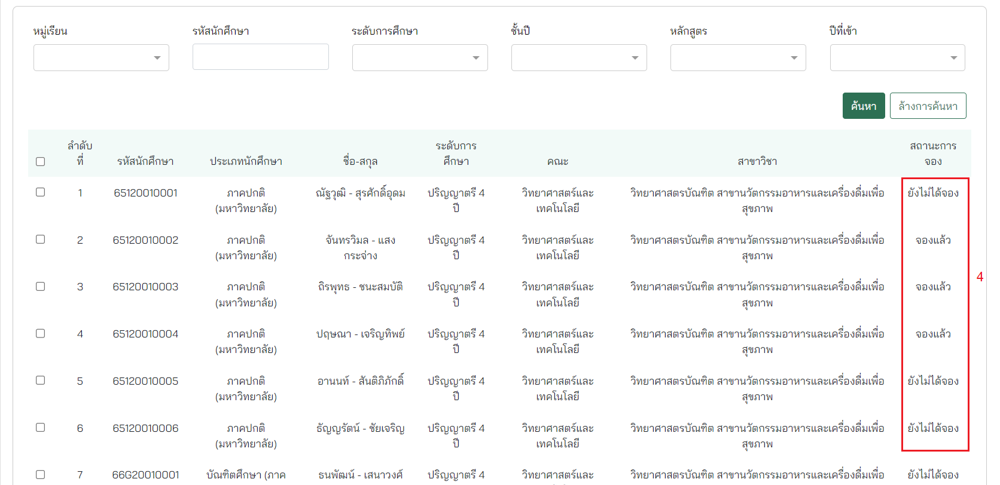 หมู่เรียน รหัสนักศึกษา ระดับการศึกษา ชั้นปี หลักสูตร ปีที่เข้า
ค้นหา ล้างการค้นหา
ลำดับ ระดับการ สถานะการ
ที่ รหัสนักศึกษา ประเภทนักศึกษา ชื่อ-สกุล ศึกษา คณะ สาขาวิชา จอง
1 65120010001 ภาคปกติ ณัฐวุฒิ - สุรศักดิ์อุดม ปริญญาตรี 4 วิทยาศาสตร์และ วิทยาศาสตรบัณฑิต สาขานวัตกรรมอาหารและเครื่องดื่มเพื่อ ยังไม่ได้จอง
(มหาวิทยาลัย) ปี เทคโนโลยี สุขภาพ
2 65120010002 ภาคปกติ จันทรวิมล - แสง ปริญญาตรี 4 วิทยาศาสตร์และ วิทยาศาสตรบัณฑิต สาขานวัตกรรมอาหารและเครื่องดื่มเพื่อ จองแล้ว
(มหาวิทยาลัย) กระจ่าง ปี เทคโนโลยี สุขภาพ
4
3 65120010003 ภาคปกติ ถิรพุทธ - ชนะสมบัติ ปริญญาตรี 4 วิทยาศาสตร์และ วิทยาศาสตรบัณฑิต สาขานวัตกรรมอาหารและเครื่องดื่มเพื่อ จองแล้ว
(มหาวิทยาลัย) ปี เทคโนโลยี สุขภาพ
4 65120010004 ภาคปกติ ปฤษณา - เจริญทิพย์ ปริญญาตรี 4 วิทยาศาสตร์และ วิทยาศาสตรบัณฑิต สาขานวัตกรรมอาหารและเครื่องดื่มเพื่อ จองแล้ว
(มหาวิทยาลัย) ปี เทคโนโลยี สุขภาพ
5 65120010005 ภาคปกติ อานนท์ - สันติภิภักดิ์ ปริญญาตรี 4 วิทยาศาสตร์และ วิทยาศาสตรบัณฑิต สาขานวัตกรรมอาหารและเครื่องดื่มเพื่อ ยังไม่ได้จอง
(มหาวิทยาลัย) ปี เทคโนโลยี สุขภาพ
6 65120010006 ภาคปกติ ธัญญรัตน์ - ชัยเจริญ ปริญญาตรี 4 วิทยาศาสตร์และ วิทยาศาสตรบัณฑิต สาขานวัตกรรมอาหารและเครื่องดื่มเพื่อ ยังไม่ได้จอง
(มหาวิทยาลัย) ปี เทคโนโลยี สุขภาพ
7 66G20010001 บัณฑิตศึกษา (ภาค ธนพัฒน์ - เสนาวงศ์ ปริญญาตรี 4 วิทยาศาสตร์และ วิทยาศาสตรบัณฑิต สาขานวัตกรรมอาหารและเครื่องดื่มเพื่อ ยังไม่ได้จอง